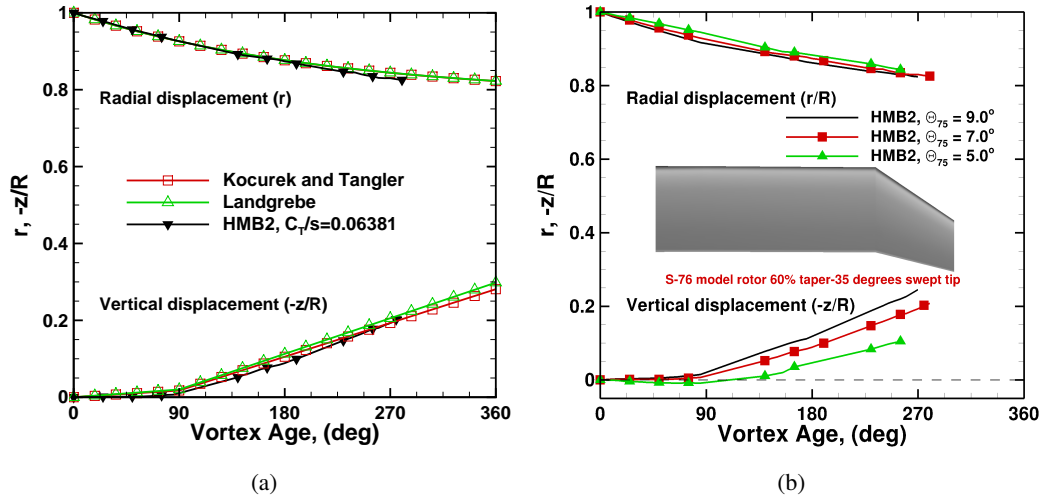 1
0.8
0.6
0.4
0.2
0
r, -z/R
Radial displacement (r)
Kocurek and Tangler
Landgrebe
HMB2, C_T/s=0.06381
Vertical displacement (-z/R)
0 90 180 270 360
Vortex Age, (deg)
(a)
1
0.8
0.6
0.4
0.2
0
r, -z/R
Radial displacement (r/R)
HMB2, Θ75 = 9.0°
HMB2, Θ75 = 7.0°
HMB2, Θ75 = 5.0°
S-76 model rotor 60% taper-35 degrees swept tip
Vertical displacement (-z/R)
0 90 180 270 360
Vortex Age, (deg)
(b)